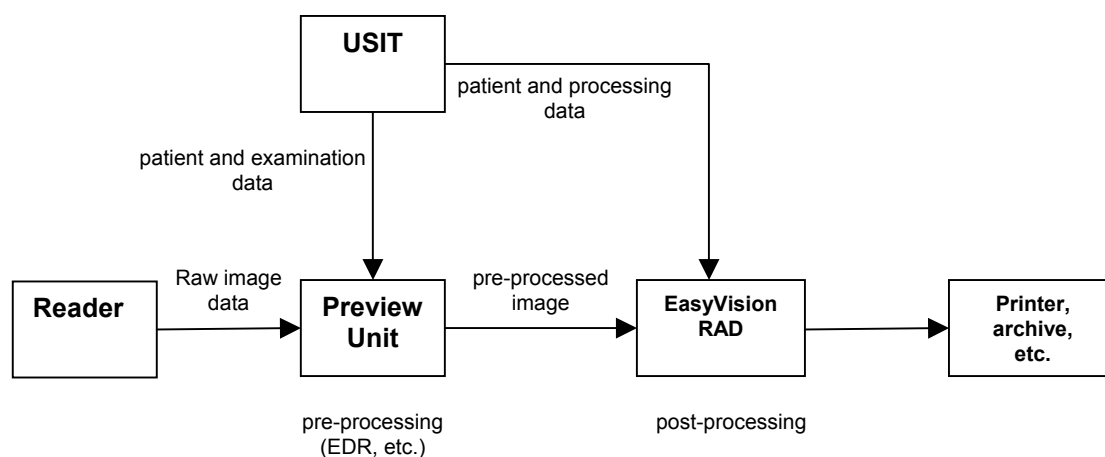 USIT
patient and processing
data
patient and examination
data
Reader
Raw image
data
Preview
Unit
pre-processed
image
EasyVision
RAD
Printer,
archive,
etc.
pre-processing
(EDR, etc.)
post-processing